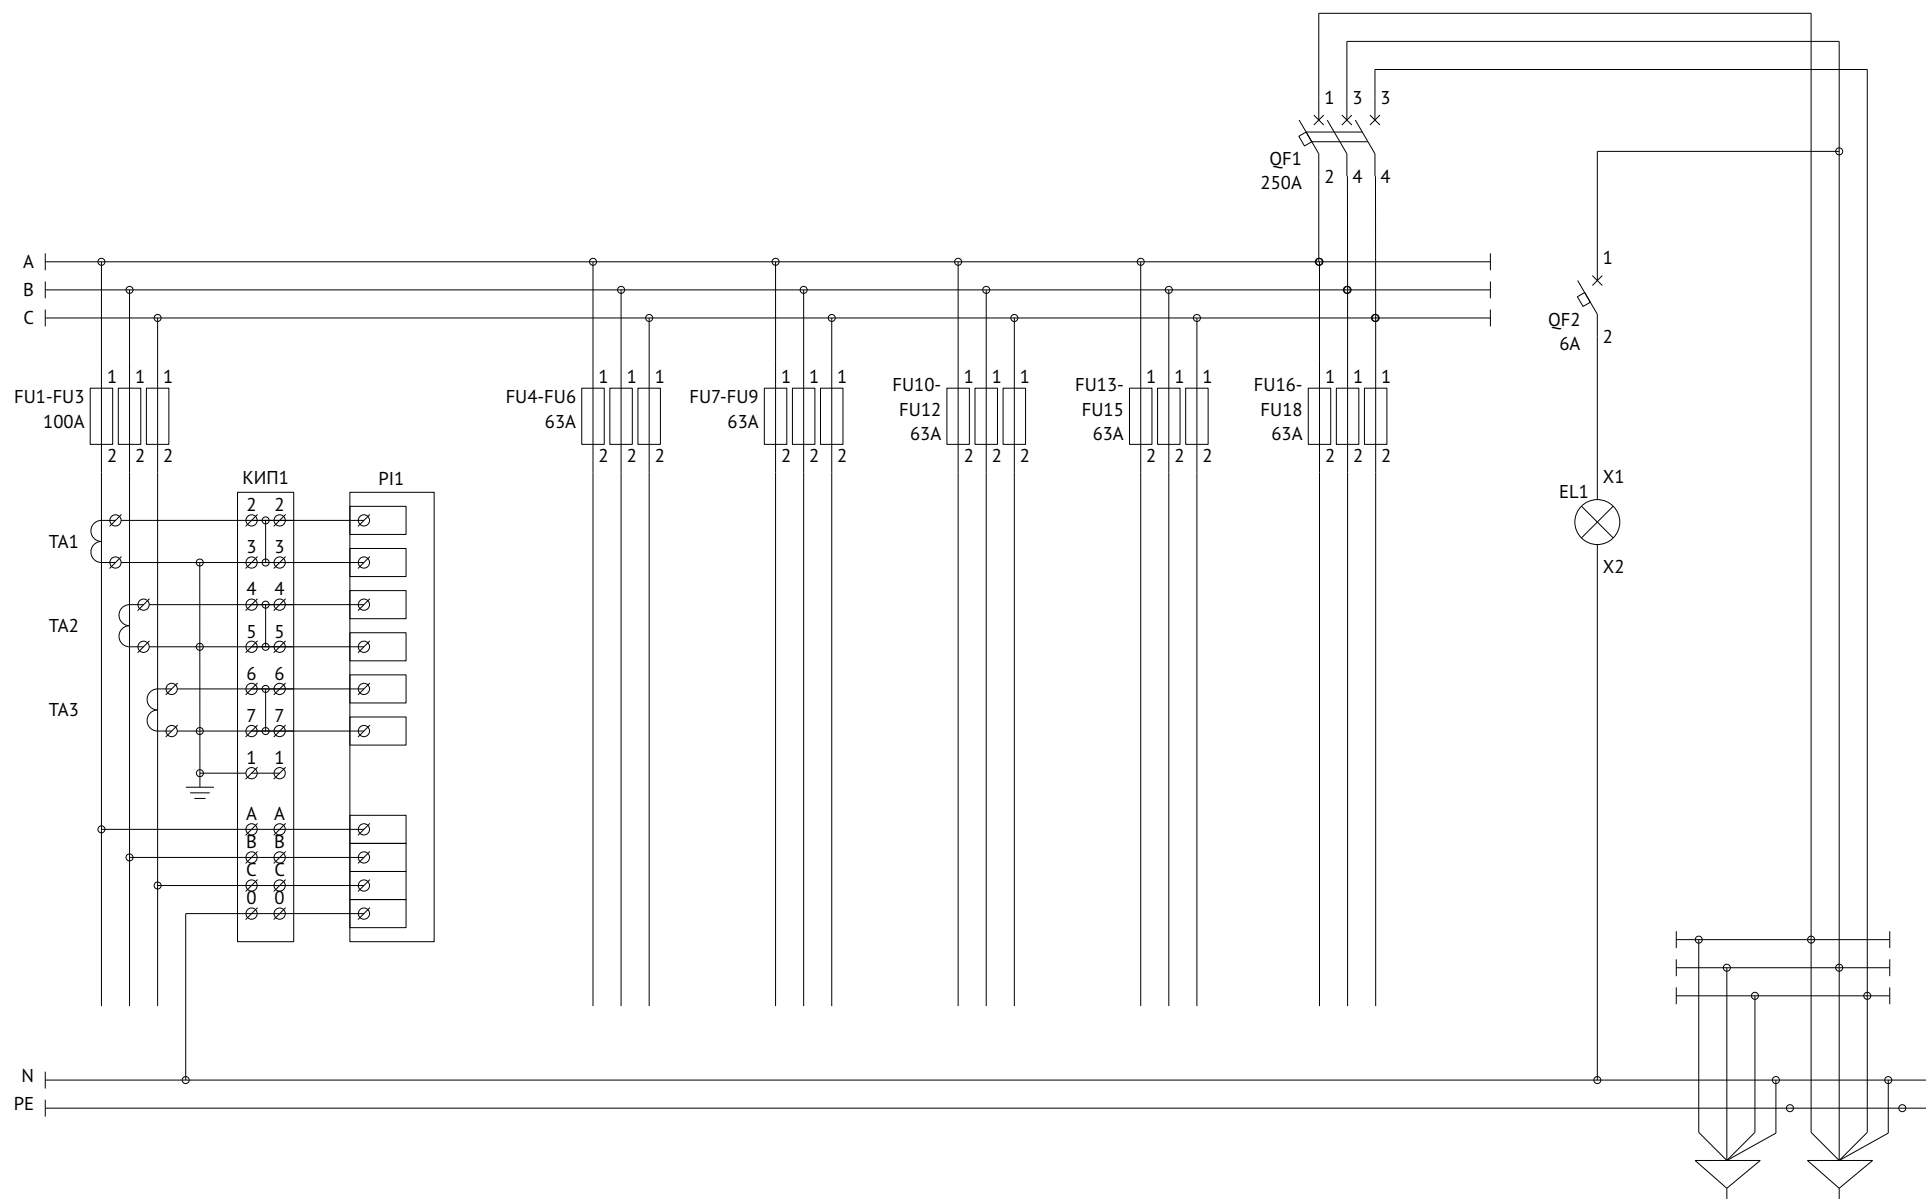 1 3 3
QF1
250A
2 4 4
A
B
C
1
QF2
6A
2
FU1-FU3
100A
1 1 1
2 2 2
FU4-FU6
63A
1 1 1
2 2 2
FU7-FU9
63A
1 1 1
2 2 2
FU10-
FU12
63A
1 1 1
2 2 2
FU13-
FU15
63A
1 1 1
2 2 2
FU16-
FU18
63A
1 1 1
2 2 2
КИП1
PI1
TA1
TA2
TA3
2 2
3 3
4 4
5 5
6 6
7 7
1 1
A A
B B
C C
0 0
X1
EL1
X2
N
PE